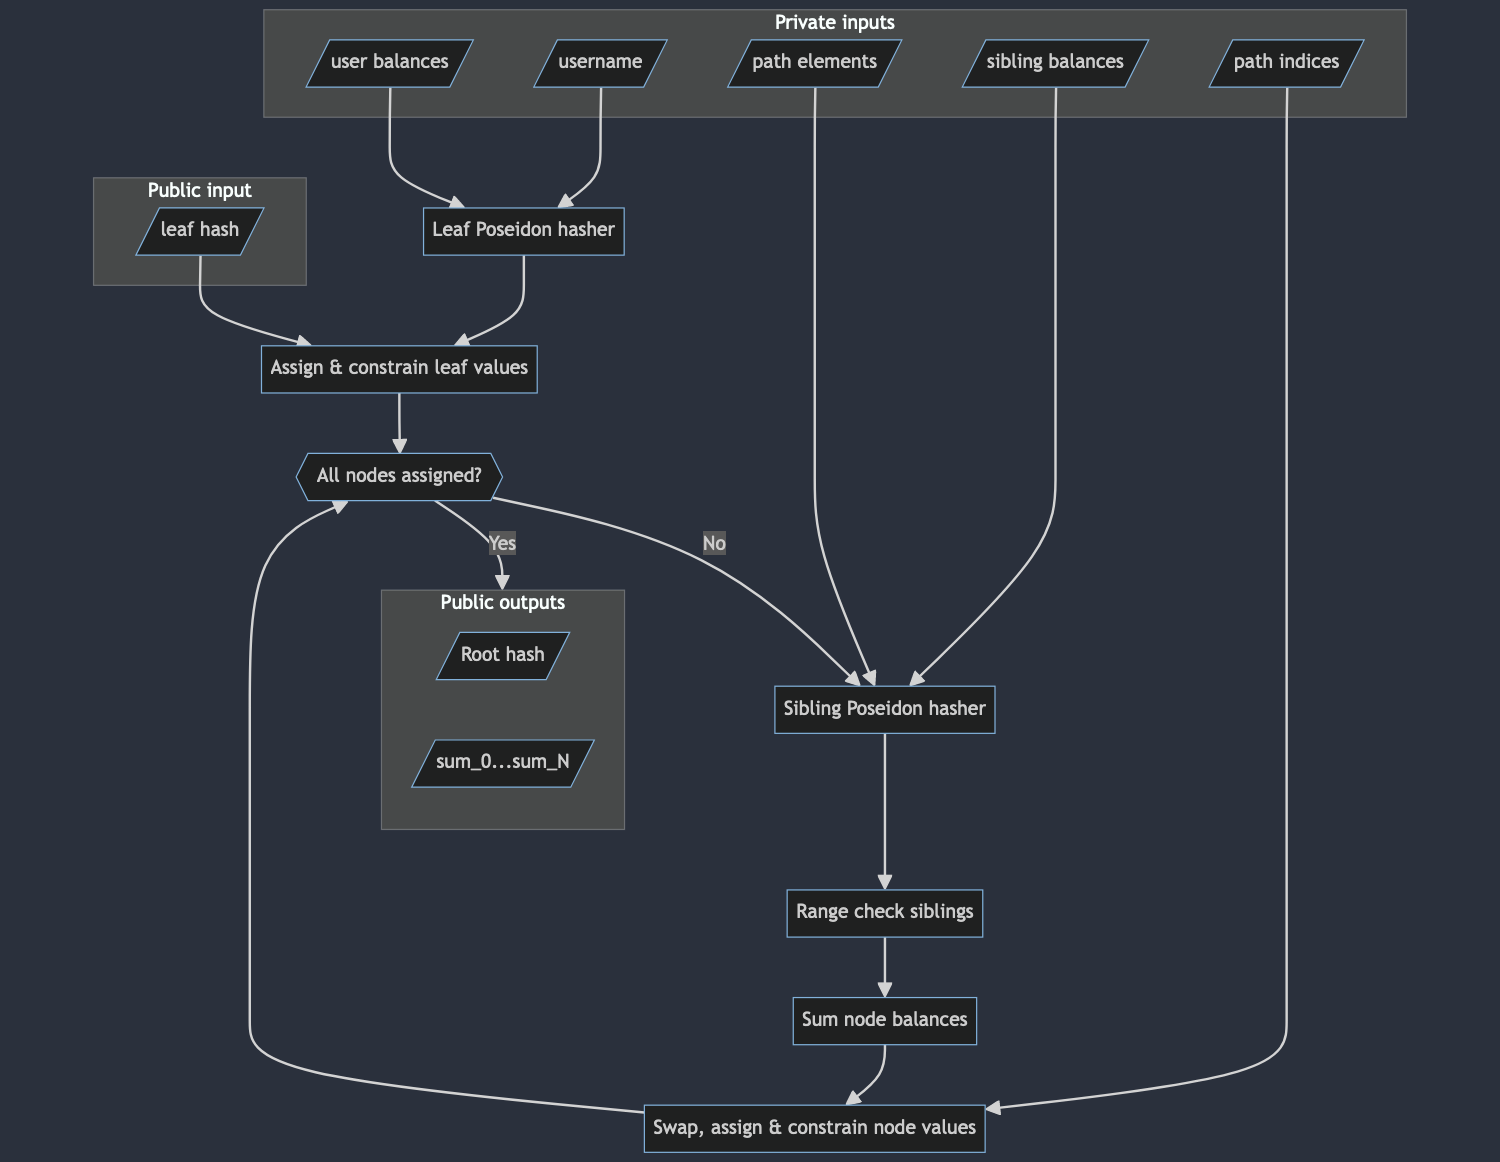 Private inputs
user balances
username
path elements
sibling balances
path indices
Public input
leaf hash
Leaf Poseidon hasher
Assign & constrain leaf values
All nodes assigned?
Yes
No
Public outputs
Root hash
sum_0...sum_N
Sibling Poseidon hasher
Range check siblings
Sum node balances
Swap, assign & constrain node values